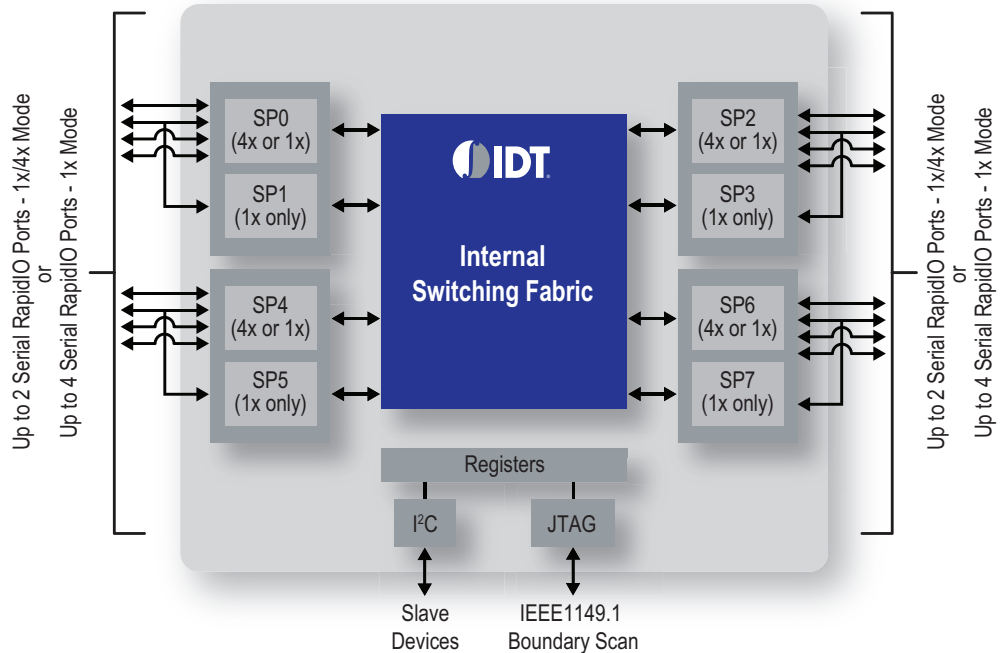 Up to 2 Serial RapidIO Ports - 1x/4x Mode
or
Up to 4 Serial RapidIO Ports - 1x Mode
SP0
(4x or 1x)
SP1
(1x only)
SP4
(4x or 1x)
SP5
(1x only)
IDT
Internal
Switching Fabric
SP2
(4x or 1x)
SP3
(1x only)
SP6
(4x or 1x)
SP7
(1x only)
Up to 2 Serial RapidIO Ports - 1x/4x Mode
or
Up to 4 Serial RapidIO Ports - 1x Mode
Registers
I²C
JTAG
Slave
Devices
IEEE1149.1
Boundary Scan